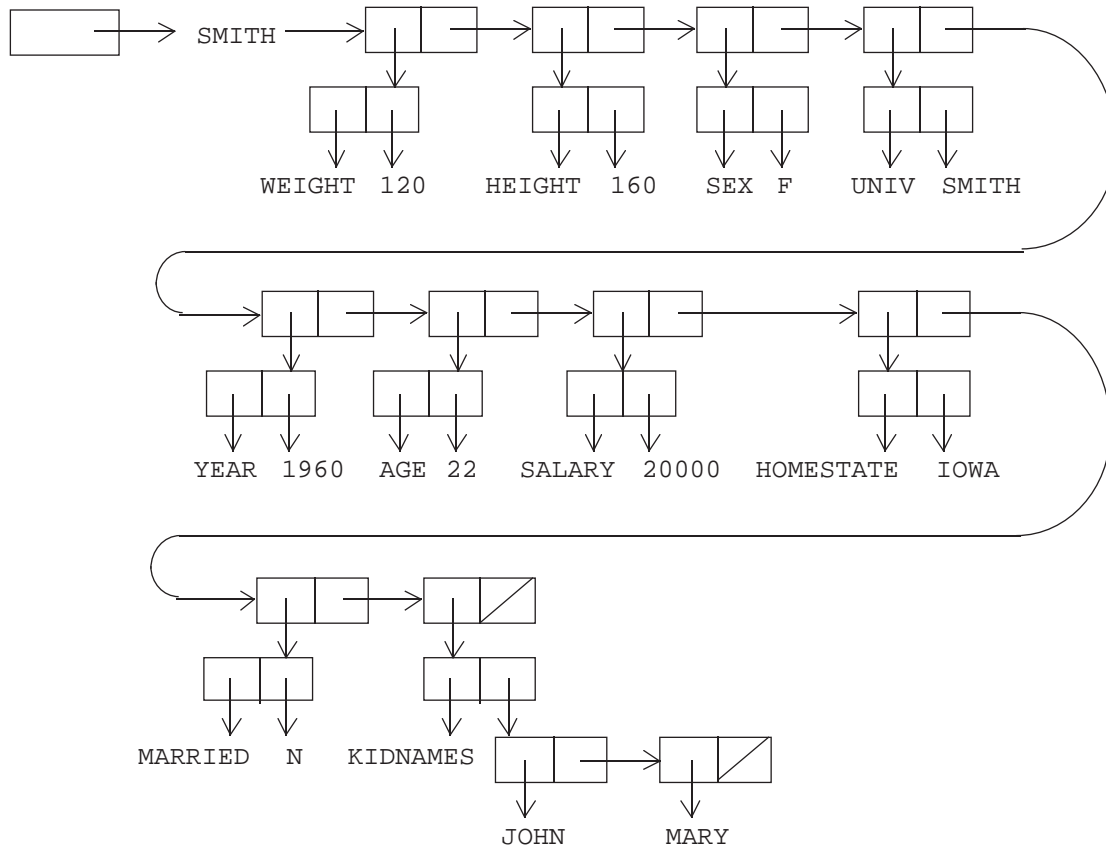 SMITH
WEIGHT 120 HEIGHT 160 SEX F UNIV SMITH
YEAR 1960 AGE 22 SALARY 20000 HOMESTATE IOWA
MARRIED N KIDNAMES
JOHN MARY